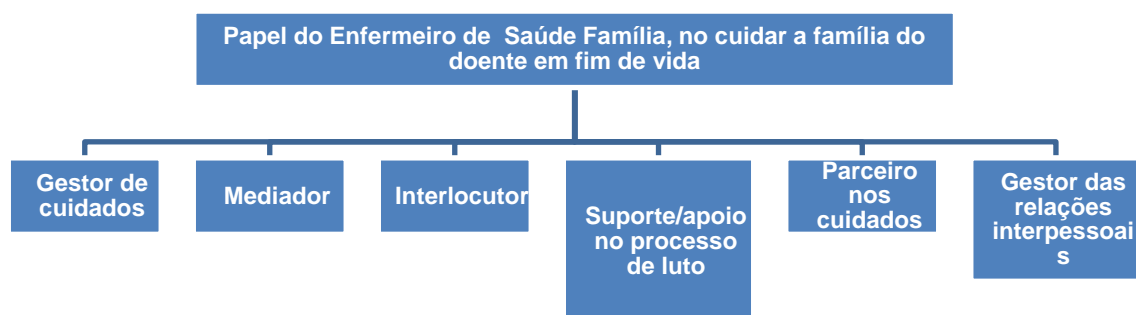 Papel do Enfermeiro de Saúde Família, no cuidar a família do
doente em fim de vida
Gestor de
cuidados
Mediador
Interlocutor
Suporte/apoio
no processo
de luto
Parceiro
nos
cuidados
Gestor das
relações
interpessoai
s